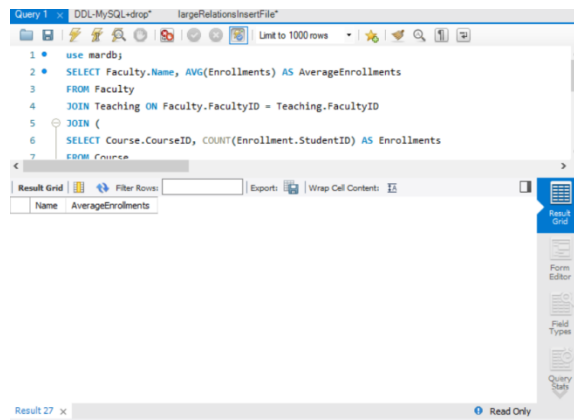 Query 1 DDL-MySQL+drop* largeRelationsInsertFile*
Limit to 1000 rows
1 use mardb;
2 SELECT Faculty.Name, AVG(Enrollments) AS AverageEnrollments
3 FROM Faculty
4 JOIN Teaching ON Faculty.FacultyID = Teaching.FacultyID
5 JOIN (
6 SELECT Course.CourseID, COUNT(Enrollment.StudentID) AS Enrollments
7 FROM Course
Result Grid Filter Rows: Export: Wrap Cell Content:
Name AverageEnrollments
Result
Grid
Form
Editor
Field
Types
Query
Stats
Result 27 Read Only